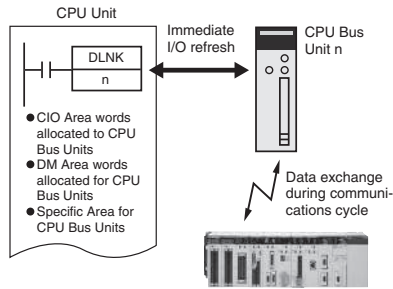 CPU Unit
DLNK
n
● CIO Area words
allocated to CPU
Bus Units
● DM Area words
allocated for CPU
Bus Units
● Specific Area for
CPU Bus Units
Immediate
I/O refresh
CPU Bus
Unit n
Data exchange
during communi-
cations cycle